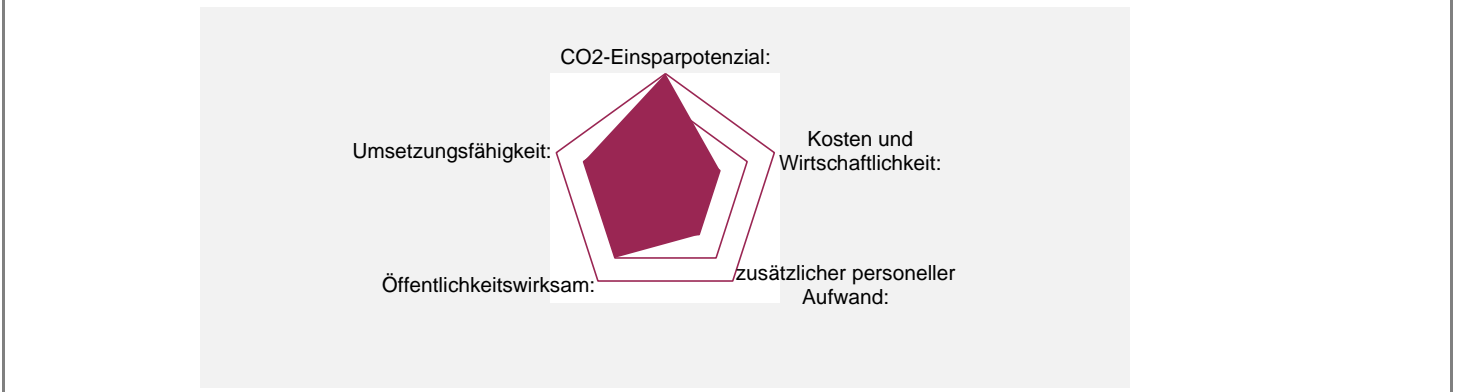 CO2-Einsparpotenzial:
Kosten und
Wirtschaftlichkeit:
Umsetzungsfähigkeit:
zusätzlicher personeller
Aufwand:
Öffentlichkeitswirksam: